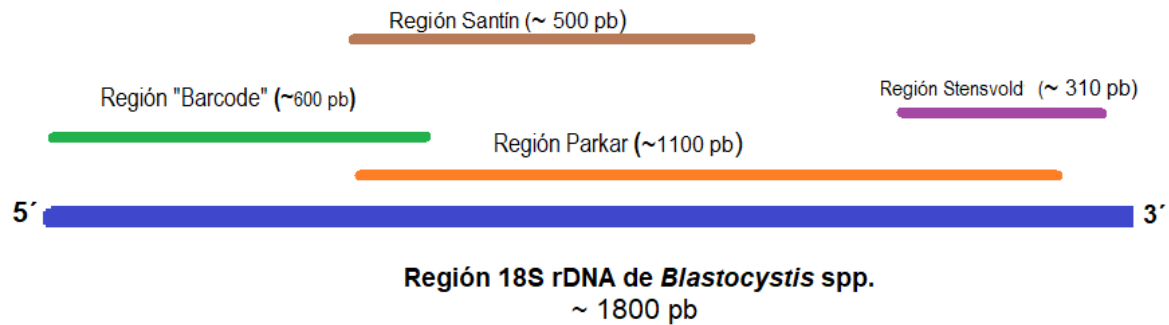 Región Santín (~ 500 pb)
Región "Barcode" (~600 pb)
Región Stensvold (~ 310 pb)
Región Parkar (~1100 pb)
5´
3´
Región 18S rDNA de Blastocystis spp.
~ 1800 pb